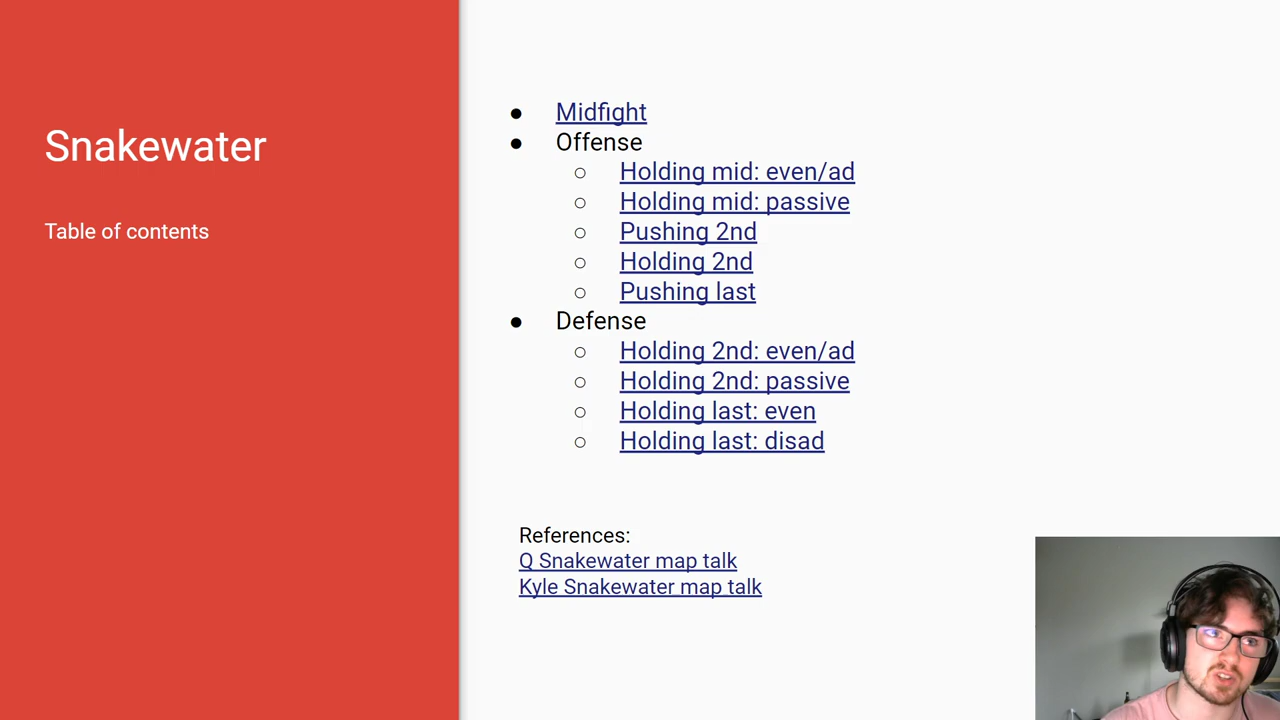 Snakewater
Table of contents
Midfight
Offense
Holding mid: even/ad
Holding mid: passive
Pushing 2nd
Holding 2nd
Pushing last
Defense
Holding 2nd: even/ad
Holding 2nd: passive
Holding last: even
Holding last: disad
References:
Q Snakewater map talk
Kyle Snakewater map talk